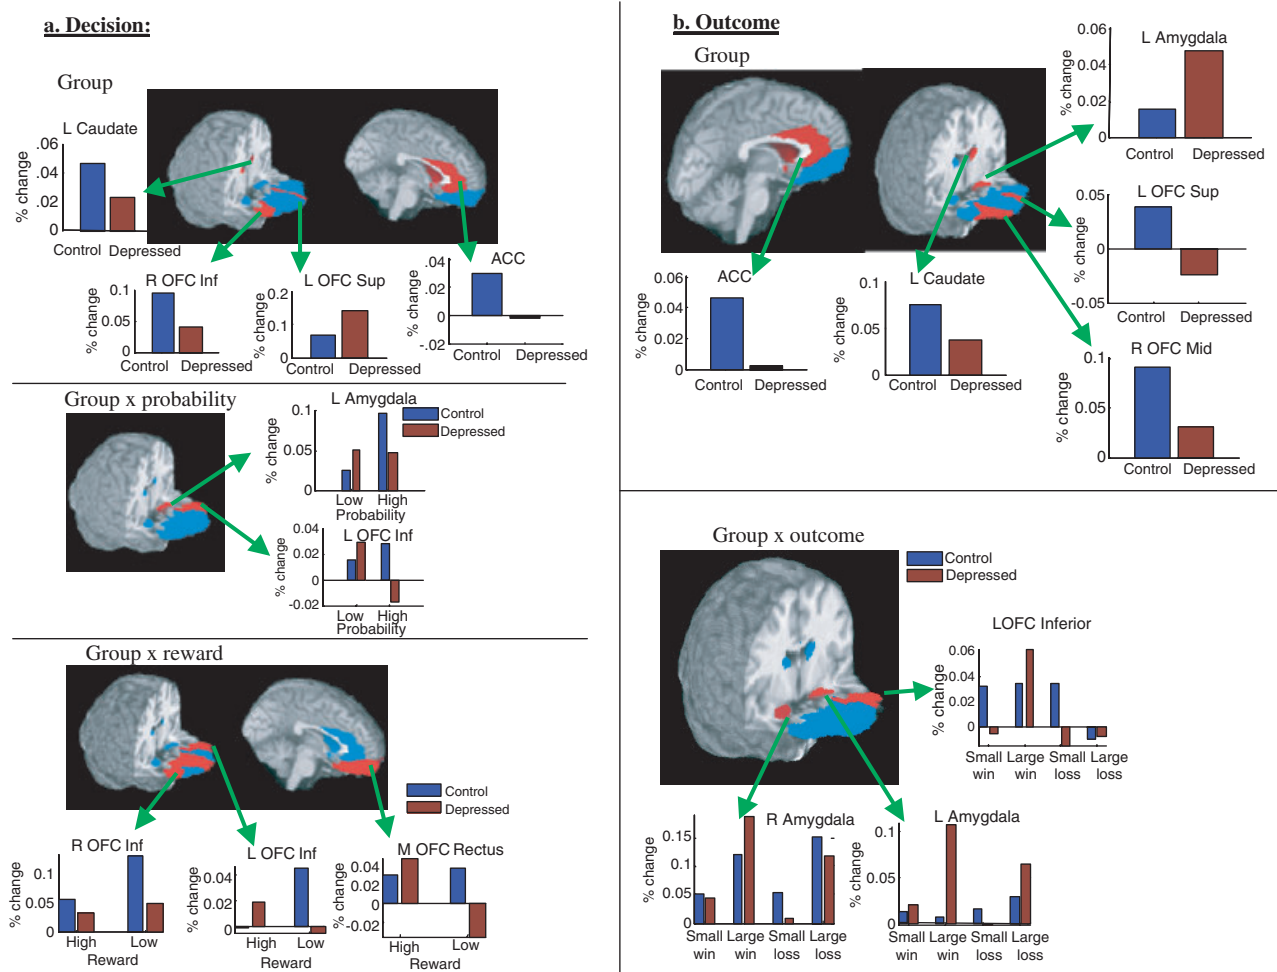 a. Decision:
Group
L Caudate
.06
.04
.02
0
% change
Control Depressed
R OFC Inf
0.1
0.05
0
% change
Control Depressed
L OFC Sup
0.2
0.1
0
% change
Control Depressed
ACC
.04
.02
0
-.02
% change
Control Depressed
Group x probability
L Amygdala
0.1
0.05
0
% change
Control
Depressed
Low High
Probability
L OFC Inf
0.04
0.02
0
-0.02
% change
Low High
Probability
Group x reward
Control
Depressed
R OFC Inf
0.1
0.05
0
% change
High Low
Reward
L OFC Inf
0.04
0.02
0
% change
High Low
Reward
M OFC Rectus
0.04
0.02
0
-0.02
% change
High Low
Reward
b. Outcome
Group
L Amygdala
0.06
0.04
0.02
0
% change
Control Depressed
L OFC Sup
0.05
0
-0.05
% change
Control Depressed
ACC
0.06
0.04
0.02
0
% change
Control Depressed
L Caudate
0.1
0.05
0
% change
Control Depressed
R OFC Mid
0.1
0.05
0
% change
Control Depressed
Group x outcome
Control
Depressed
LOFC Inferior
0.06
0.04
0.02
0
% change
Small Large Small Large
win win loss loss
R Amygdala
0.15
0.1
0.05
0
% change
Small Large Small Large
win win loss loss
L Amygdala
0.1
0.05
0
% change
Small Large Small Large
win win loss loss